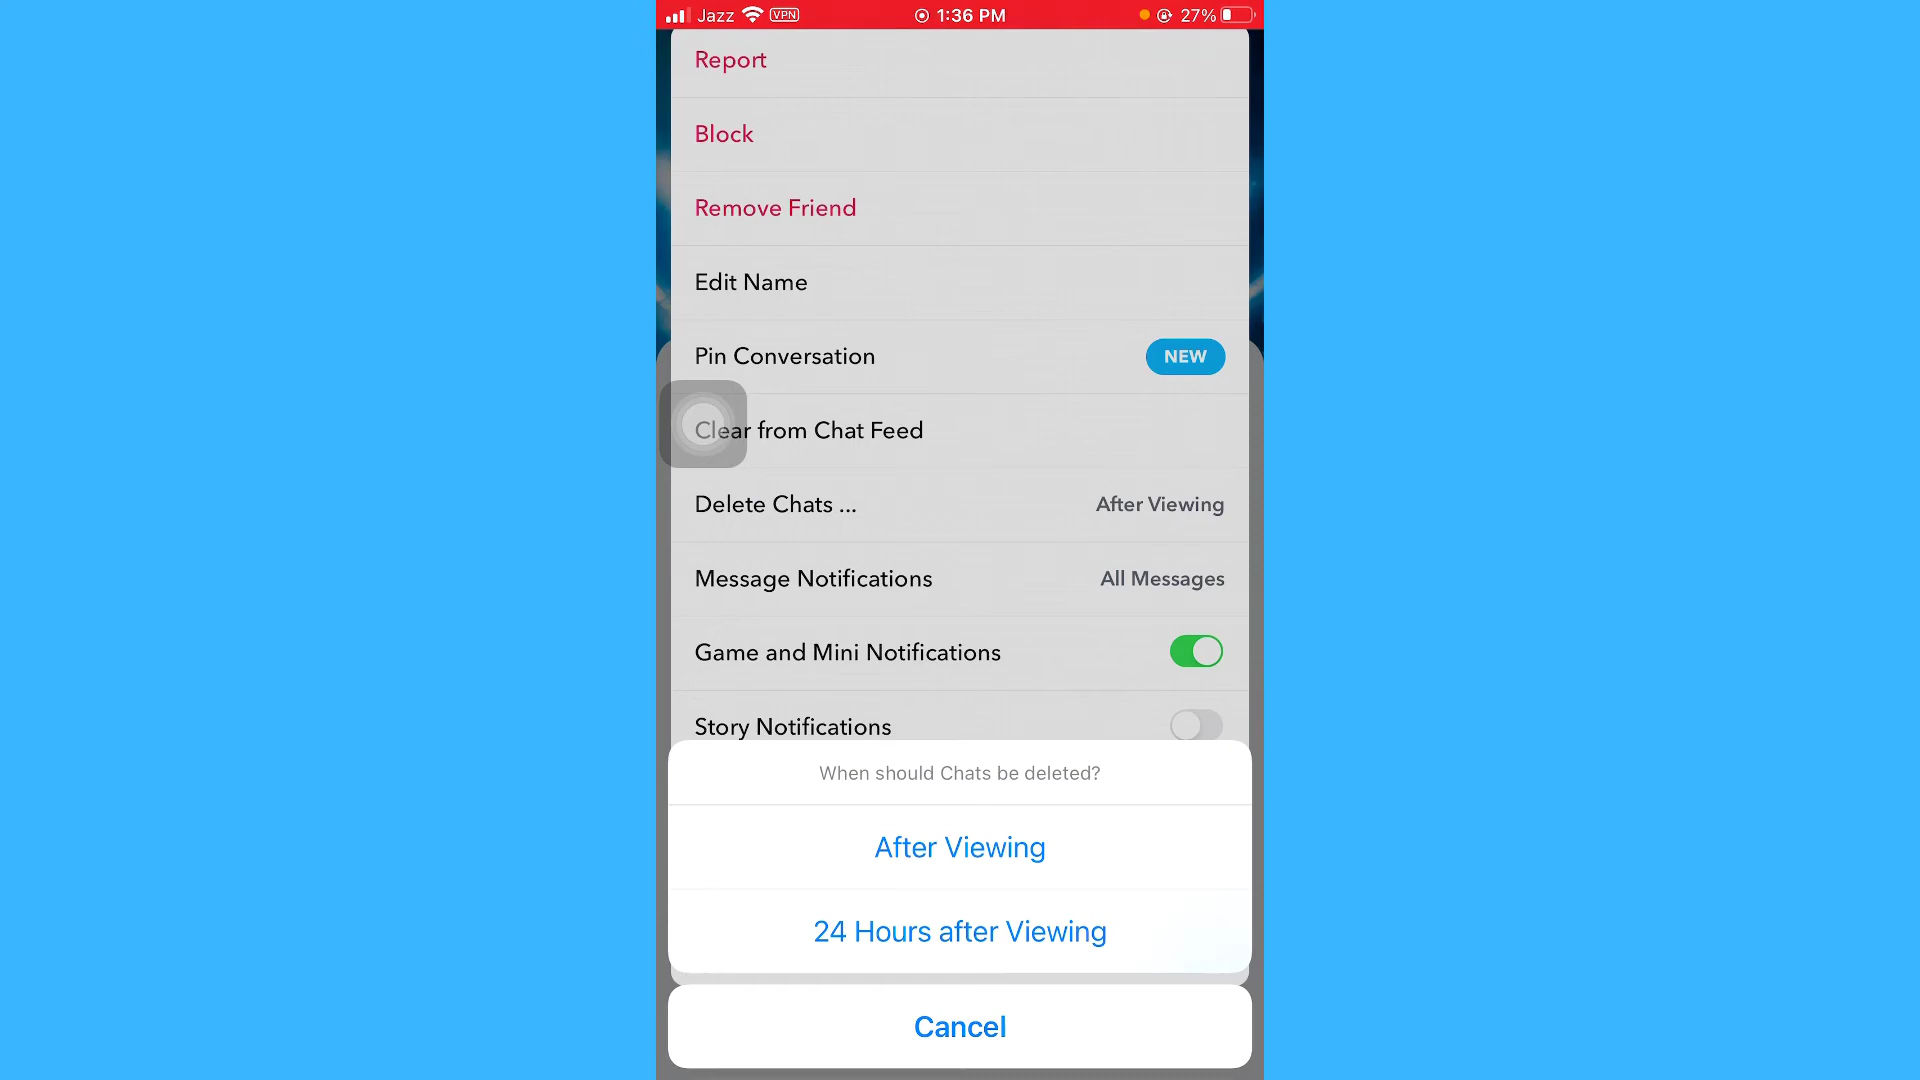 Jazz VPN 1:36 PM 27%
Report
Block
Remove Friend
Edit Name
Pin Conversation NEW
Clear from Chat Feed
Delete Chats ... After Viewing
Message Notifications All Messages
Game and Mini Notifications
Story Notifications
When should Chats be deleted?
After Viewing
24 Hours after Viewing
Cancel